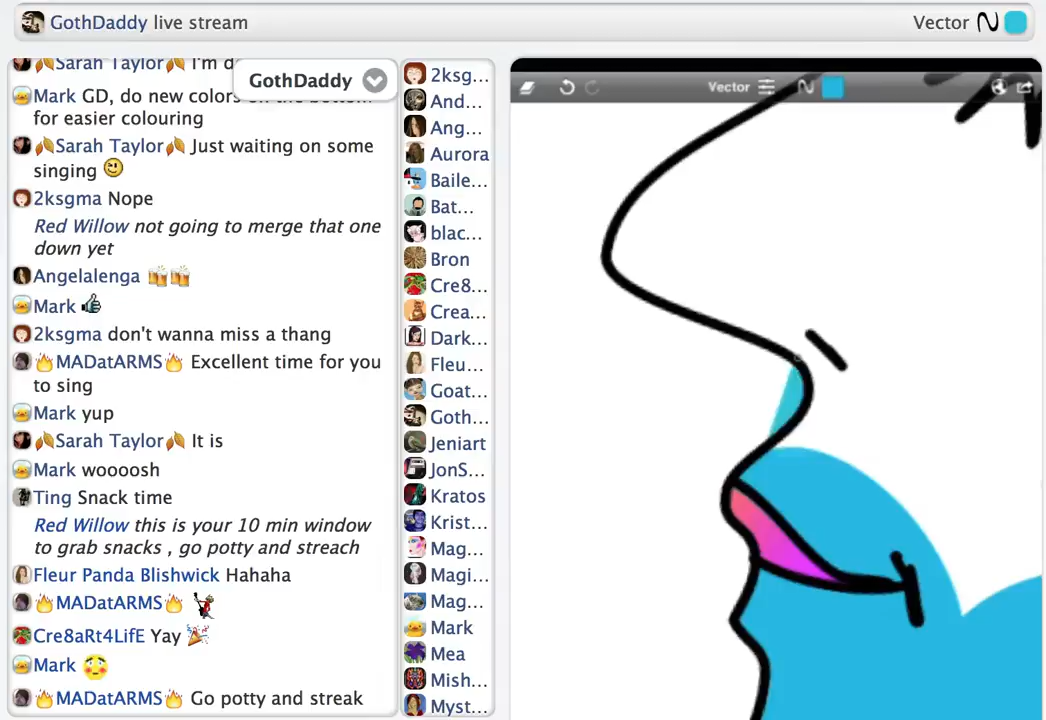 GothDaddy live stream
Vector
Sarah Taylor I'm d
GothDaddy
Mark GD, do new colors on the bottom
for easier colouring
Sarah Taylor Just waiting on some
singing
2ksgma Nope
Red Willow not going to merge that one
down yet
Angelalenga
Mark
2ksgma don't wanna miss a thang
MADatARMS Excellent time for you
to sing
Mark yup
Sarah Taylor It is
Mark woooosh
Ting Snack time
Red Willow this is your 10 min window
to grab snacks , go potty and streach
Fleur Panda Blishwick Hahaha
MADatARMS
Cre8aRt4LifE Yay
Mark
MADatARMS Go potty and streak
2ksg...
And...
Ang...
Aurora
Baile...
Bat...
blac...
Bron
Cre8...
Crea...
Dark...
Fleu...
Goat...
Goth...
Jeniart
JonS...
Kratos
Krist...
Mag...
Magi...
Mag...
Mark
Mea
Mish...
Myst...
Vector